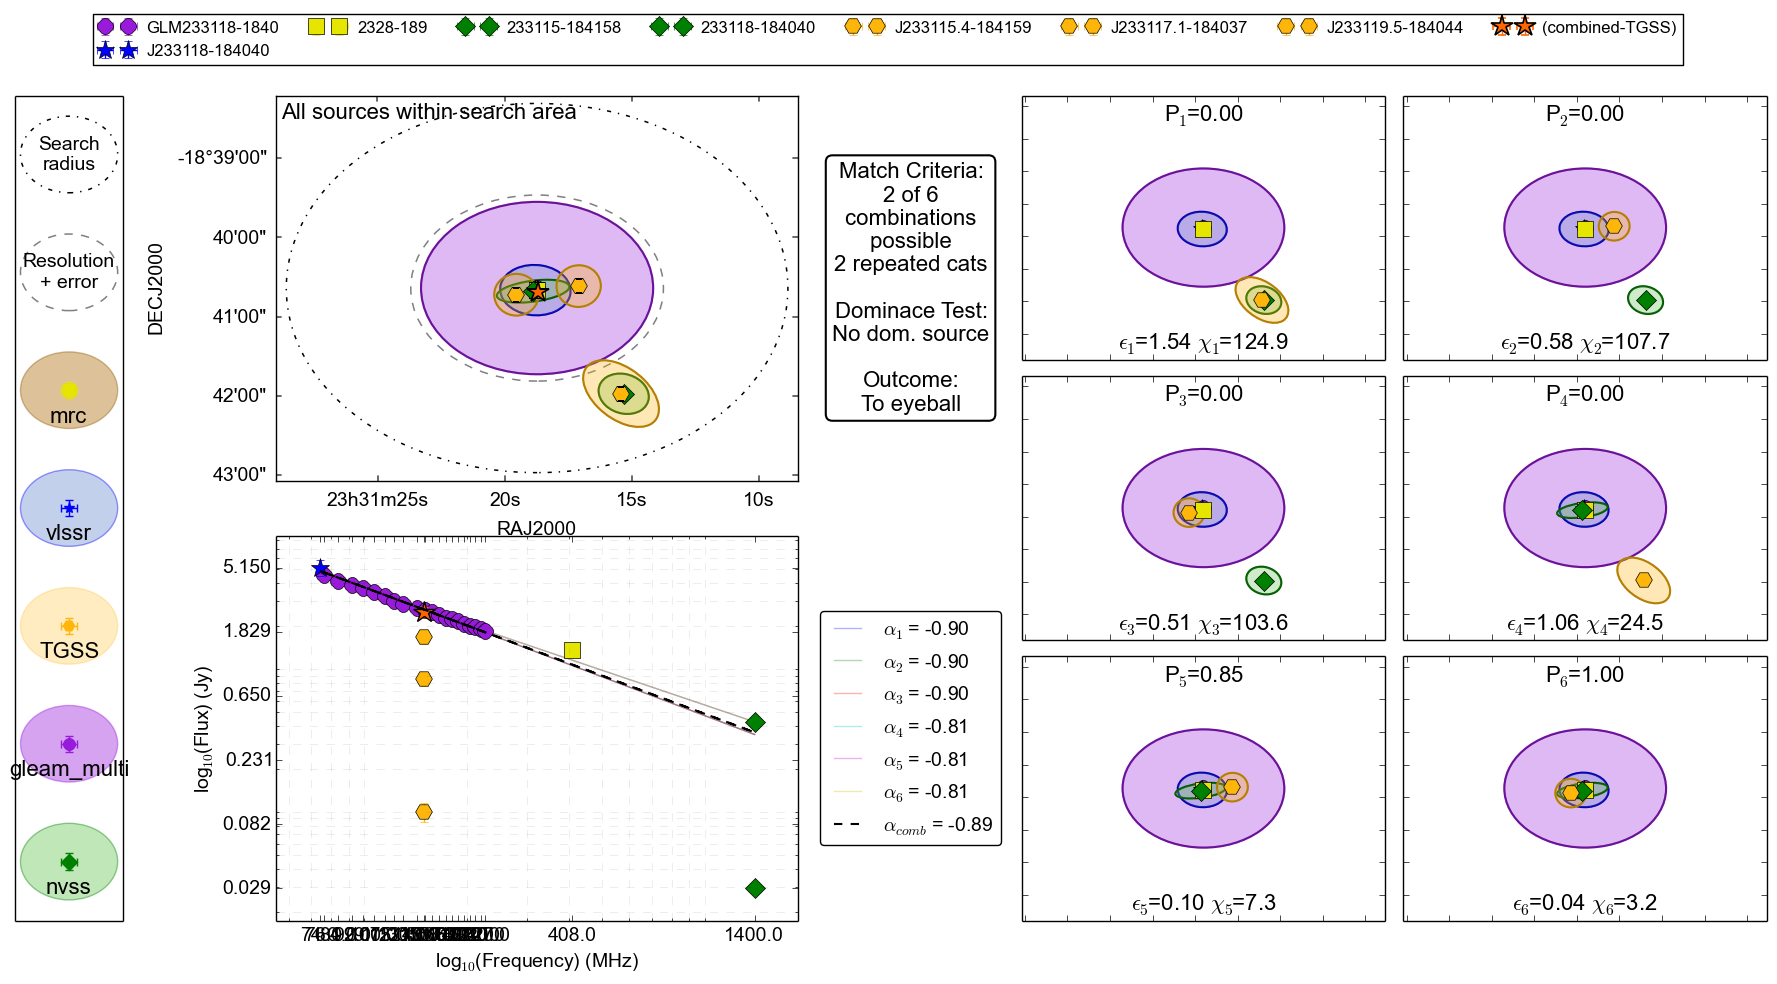 GLM233118-1840
2328-189
233115-184158
233118-184040
J233115.4-184159
J233117.1-184037
J233119.5-184044
(combined-TGSS)
J233118-184040
Search
radius
Resolution
+ error
mrc
vlssr
TGSS
gleam_multi
nvss
All sources within search area
DECJ2000
-18°39'00"
40'00"
41'00"
42'00"
43'00"
23h31m25s
20s
15s
10s
RAJ2000
Match Criteria:
2 of 6
combinations
possible
2 repeated cats
Dominace Test:
No dom. source
Outcome:
To eyeball
log₁₀(Flux) (Jy)
5.150
1.829
0.650
0.231
0.082
0.029
408.0
1400.0
log₁₀(Frequency) (MHz)
α₁ = -0.90
α₂ = -0.90
α₃ = -0.90
α₄ = -0.81
α₅ = -0.81
α₆ = -0.81
α_comb = -0.89
P₁=0.00
ϵ₁=1.54 χ₁=124.9
P₂=0.00
ϵ₂=0.58 χ₂=107.7
P₃=0.00
ϵ₃=0.51 χ₃=103.6
P₄=0.00
ϵ₄=1.06 χ₄=24.5
P₅=0.85
ϵ₅=0.10 χ₅=7.3
P₆=1.00
ϵ₆=0.04 χ₆=3.2